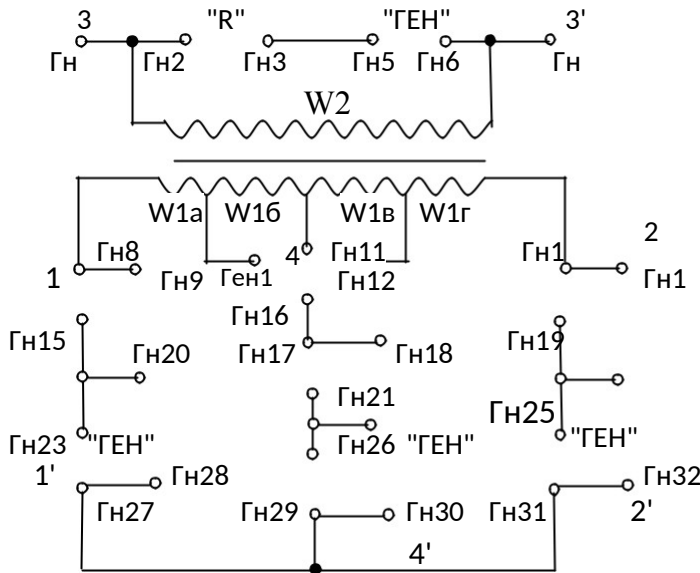 3 "R" "ГЕН" 3'
Гн Гн2 Гн3 Гн5 Гн6 Гн
W2
W1а W1б W1в W1г
2
Гн8 4 Гн11 Гн1
1 Гн9 Ген1 Гн12 Гн1
Гн16
Гн15 Гн19
Гн20 Гн17 Гн18
Гн21
Гн25
Гн23 "ГЕН" Гн26 "ГЕН" "ГЕН"
1' Гн28 Гн32
Гн27 Гн29 Гн30 Гн31 2'
4'